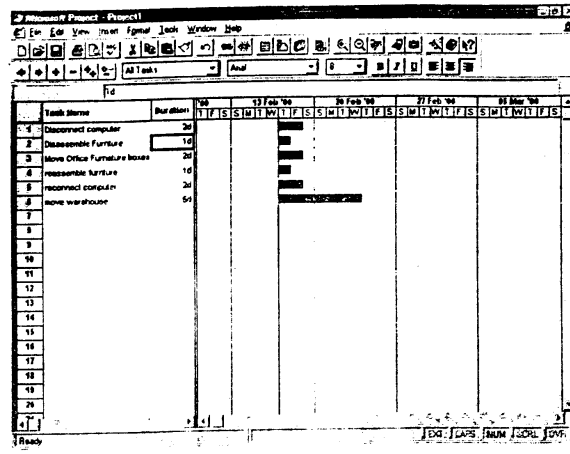 Microsoft Project - Project1
File Edit View Insert Format Tools Window Help
All Tasks Arial 8 B I U
1d
Task Name Duration '00 13 Feb '00 20 Feb '00 27 Feb '00 05 Mar '00
T F S S M T W T F S S M T W T F S S M T W T F S S M T W T F S
1 Disconnect computer 2d
2 Disassemble Furniture 1d
3 Move Office Furniture boxes 2d
4 reassemble furniture 1d
5 reconnect computer 2d
6 move warehouse 5d
7
8
9
10
11
12
13
14
15
16
17
18
19
20
Ready EXT CAPS NUM SCRL OVR